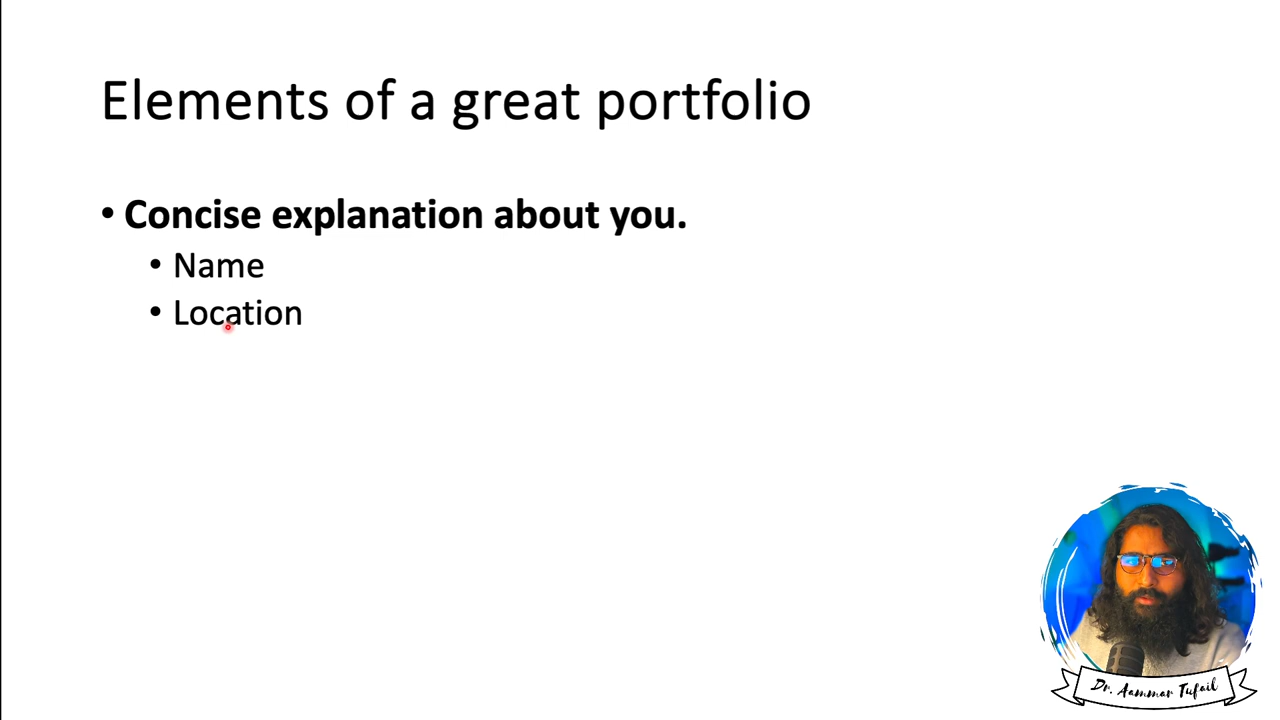 Elements of a great portfolio
• Concise explanation about you.
• Name
• Location
Dr. Aammar Tufail